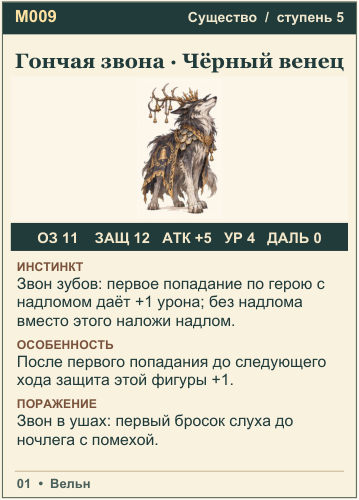 M009
Существо / ступень 5
Гончая звона · Чёрный венец
ОЗ 11 ЗАЩ 12 АТК +5 УР 4 ДАЛЬ 0
ИНСТИНКТ
Звон зубов: первое попадание по герою с
надломом даёт +1 урона; без надлома
вместо этого наложи надлом.
ОСОБЕННОСТЬ
После первого попадания до следующего
хода защита этой фигуры +1.
ПОРАЖЕНИЕ
Звон в ушах: первый бросок слуха до
ночлега с помехой.
01 • Вельн